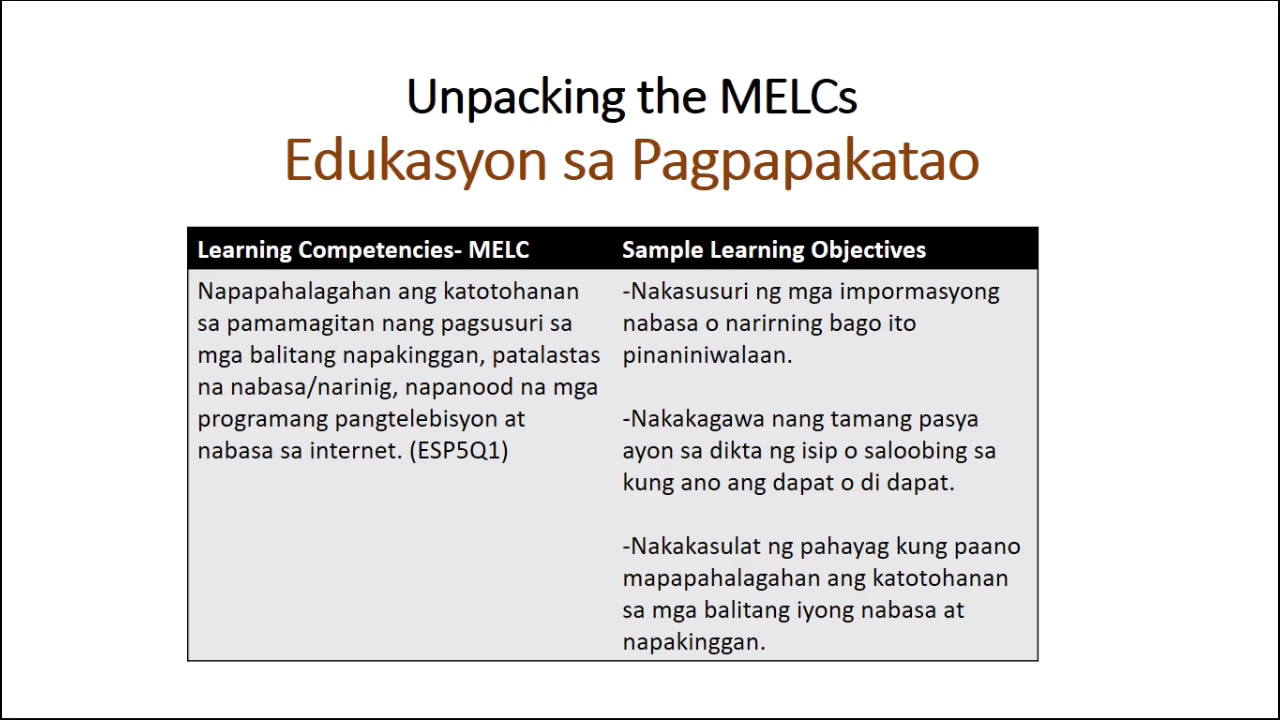 Unpacking the MELCs
Edukasyon sa Pagpapakatao
Learning Competencies- MELC
Napapahalagahan ang katotohanan
sa pamamagitan nang pagsusuri sa
mga balitang napakinggan, patalastas
na nabasa/narinig, napanood na mga
programang pangtelebisyon at
nabasa sa internet. (ESP5Q1)
Sample Learning Objectives
-Nakasusuri ng mga impormasyong
nabasa o narirning bago ito
pinaniniwalaan.
-Nakakagawa nang tamang pasya
ayon sa dikta ng isip o saloobing sa
kung ano ang dapat o di dapat.
-Nakakasulat ng pahayag kung paano
mapapahalagahan ang katotohanan
sa mga balitang iyong nabasa at
napakinggan.